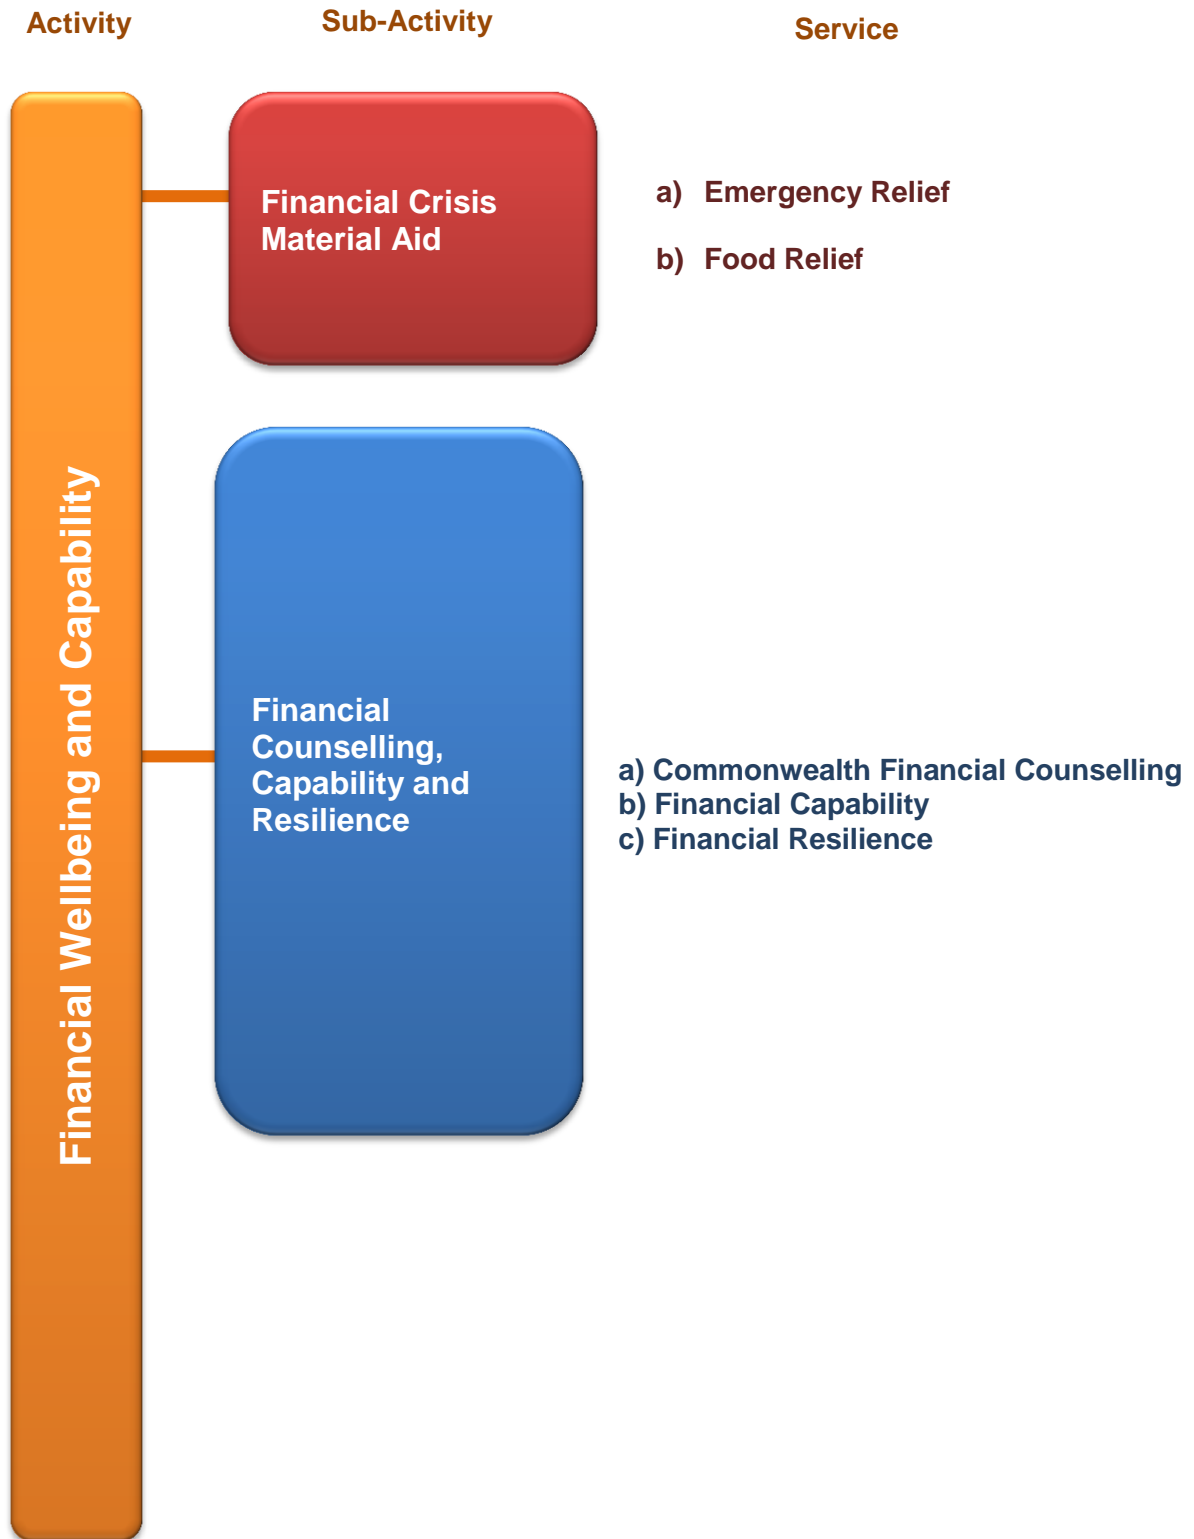 Activity
Sub-Activity
Service
Financial Wellbeing and Capability
Financial Crisis
Material Aid
a) Emergency Relief
b) Food Relief
Financial
Counselling,
Capability and
Resilience
a) Commonwealth Financial Counselling
b) Financial Capability
c) Financial Resilience